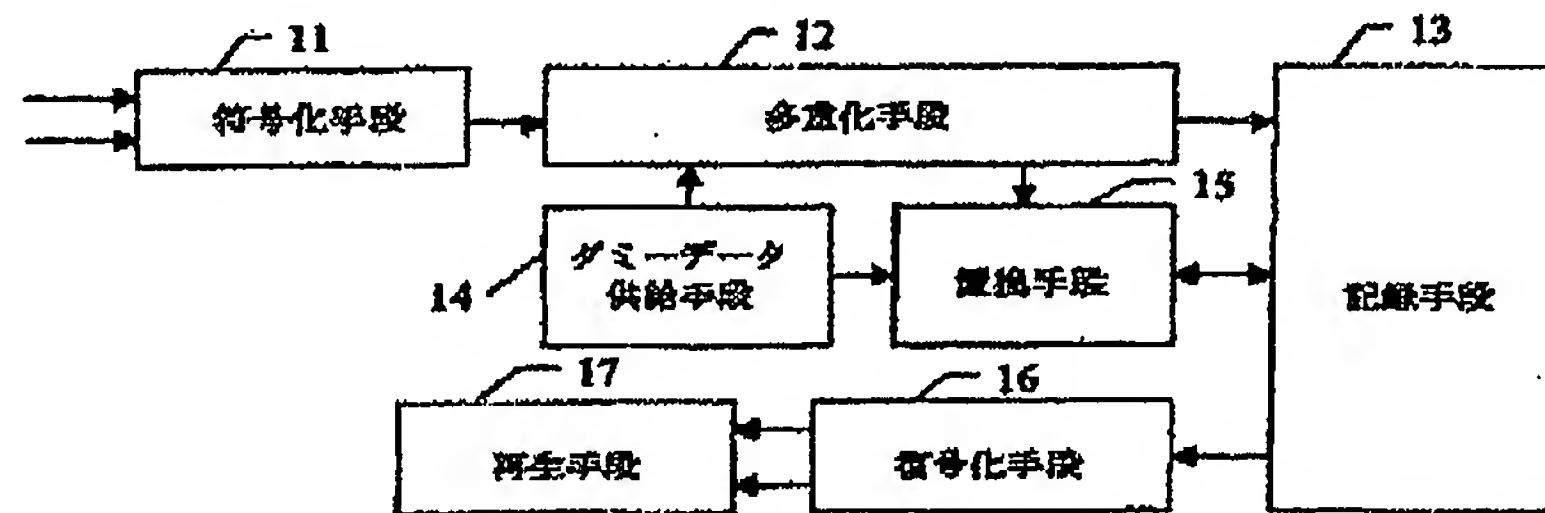 11
12
13
符号化手段
多重化手段
15
ダミーデータ
供給手段
14
置換手段
記録手段
17
16
再生手段
復号化手段